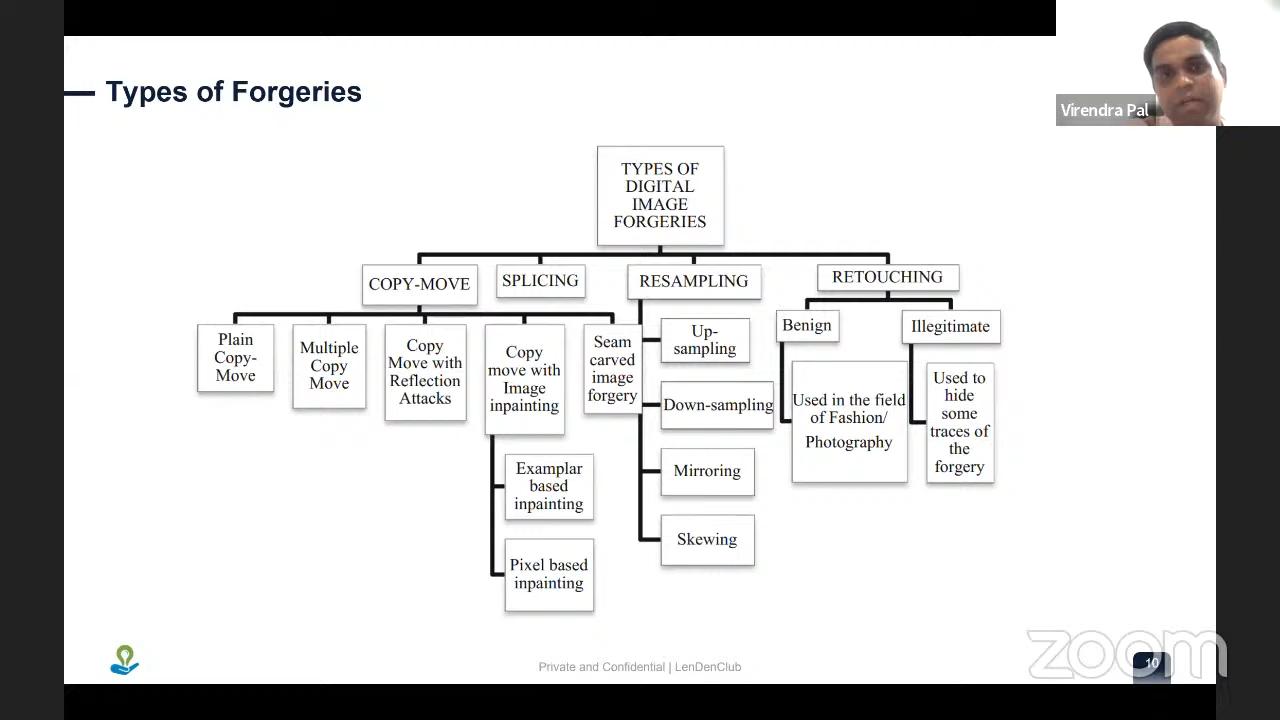 Types of Forgeries
Virendra Pal
TYPES OF
DIGITAL
IMAGE
FORGERIES
COPY-MOVE
SPLICING
RESAMPLING
RETOUCHING
Plain
Copy-
Move
Multiple
Copy
Move
Copy
Move with
Reflection
Attacks
Copy
move with
Image
inpainting
Seam
carved
image
forgery
Examplar
based
inpainting
Pixel based
inpainting
Up-
sampling
Down-sampling
Mirroring
Skewing
Benign
Used in the field
of Fashion/
Photography
Illegitimate
Used to
hide
some
traces of
the
forgery
Private and Confidential | LenDenClub
10
zoom